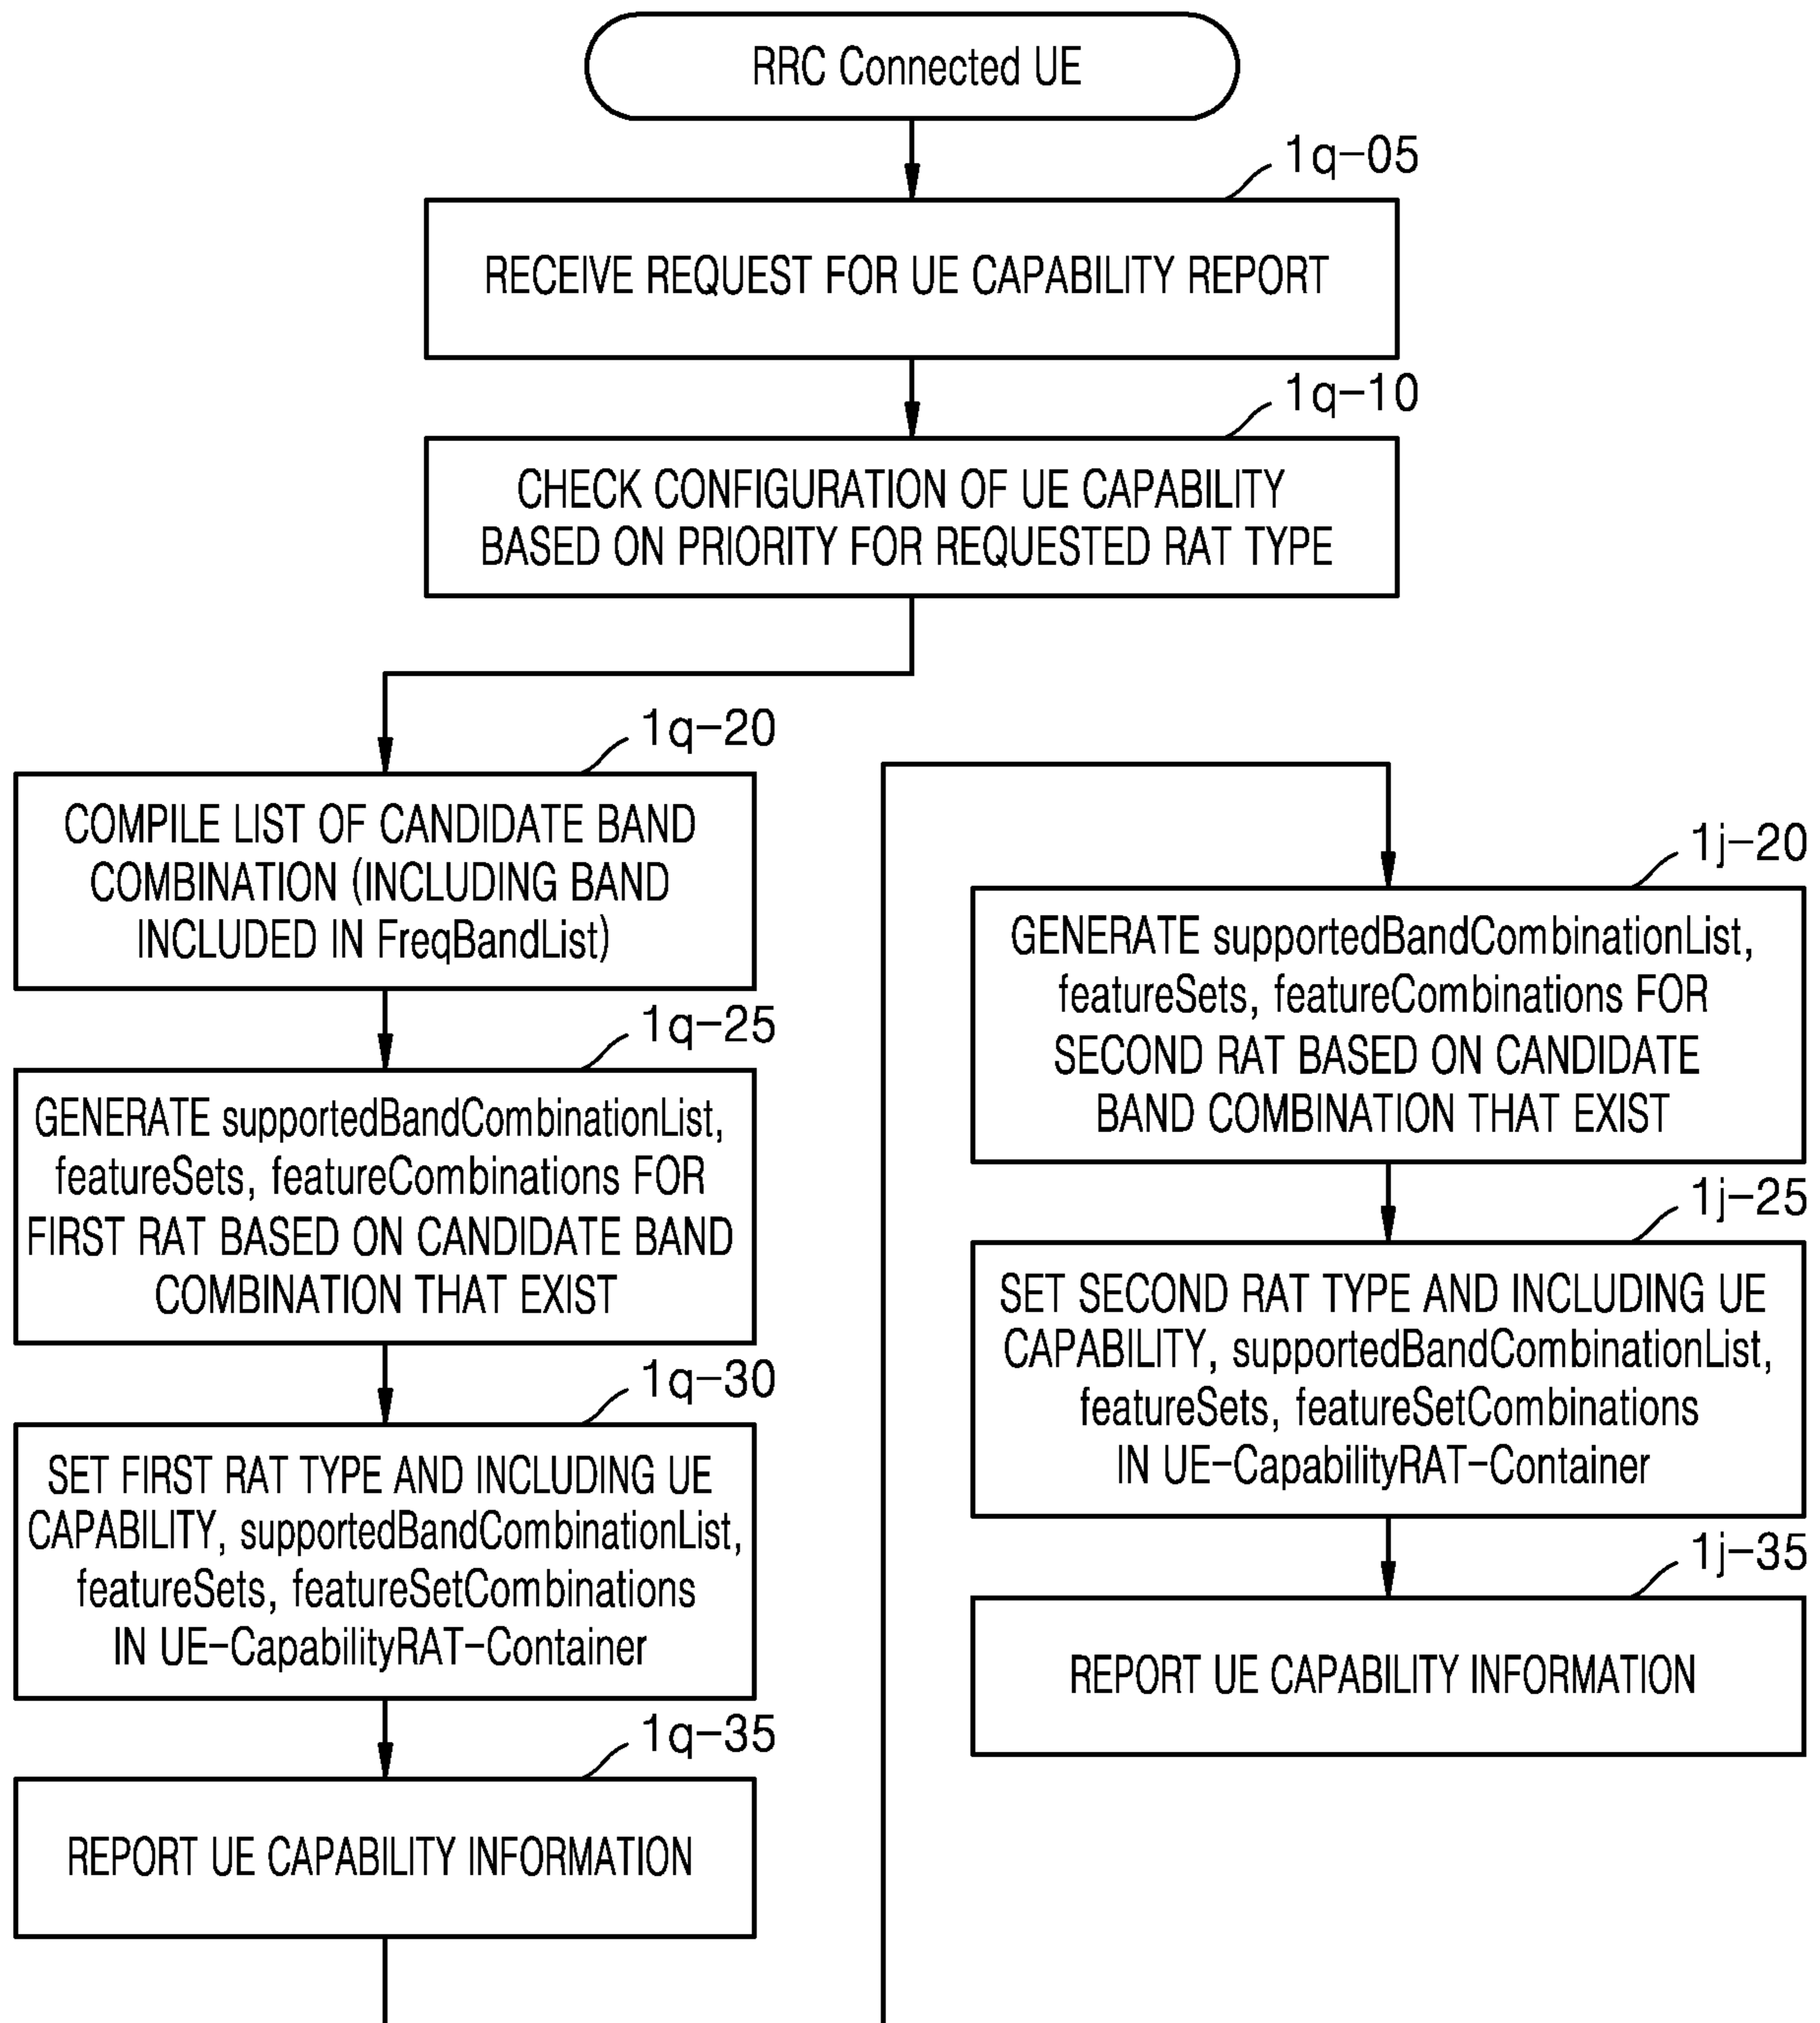 RRC Connected UE
1q-05
RECEIVE REQUEST FOR UE CAPABILITY REPORT
1q-10
CHECK CONFIGURATION OF UE CAPABILITY
BASED ON PRIORITY FOR REQUESTED RAT TYPE
1q-20
COMPILE LIST OF CANDIDATE BAND
COMBINATION (INCLUDING BAND
INCLUDED IN FreqBandList)
1q-25
GENERATE supportedBandCombinationList,
featureSets, featureCombinations FOR
FIRST RAT BASED ON CANDIDATE BAND
COMBINATION THAT EXIST
1q-30
SET FIRST RAT TYPE AND INCLUDING UE
CAPABILITY, supportedBandCombinationList,
featureSets, featureSetCombinations
IN UE-CapabilityRAT-Container
1q-35
REPORT UE CAPABILITY INFORMATION
1j-20
GENERATE supportedBandCombinationList,
featureSets, featureCombinations FOR
SECOND RAT BASED ON CANDIDATE
BAND COMBINATION THAT EXIST
1j-25
SET SECOND RAT TYPE AND INCLUDING UE
CAPABILITY, supportedBandCombinationList,
featureSets, featureSetCombinations
IN UE-CapabilityRAT-Container
1j-35
REPORT UE CAPABILITY INFORMATION